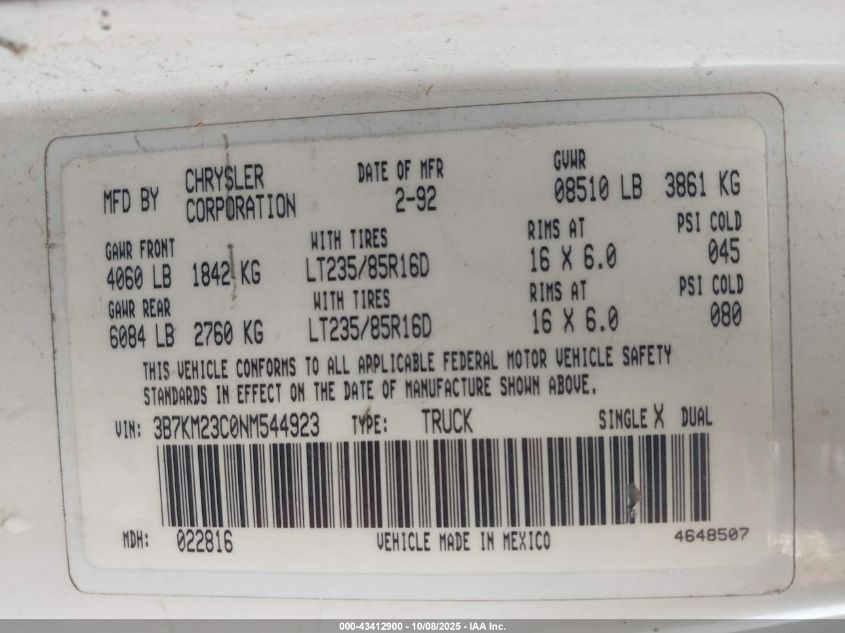 MFD BY CHRYSLER CORPORATION DATE OF MFR 2-92 GVWR 08510 LB 3861 KG
GAWR FRONT WITH TIRES RIMS AT PSI COLD
4060 LB 1842 KG LT235/85R16D 16 X 6.0 045
GAWR REAR WITH TIRES RIMS AT PSI COLD
6084 LB 2760 KG LT235/85R16D 16 X 6.0 080
THIS VEHICLE CONFORMS TO ALL APPLICABLE FEDERAL MOTOR VEHICLE SAFETY
STANDARDS IN EFFECT ON THE DATE OF MANUFACTURE SHOWN ABOVE.
VIN: 3B7KM23C0NM544923 TYPE: TRUCK SINGLE X DUAL
MDH: 022816 VEHICLE MADE IN MEXICO 4648507
000-43412900 - 10/08/2025 - IAA Inc.